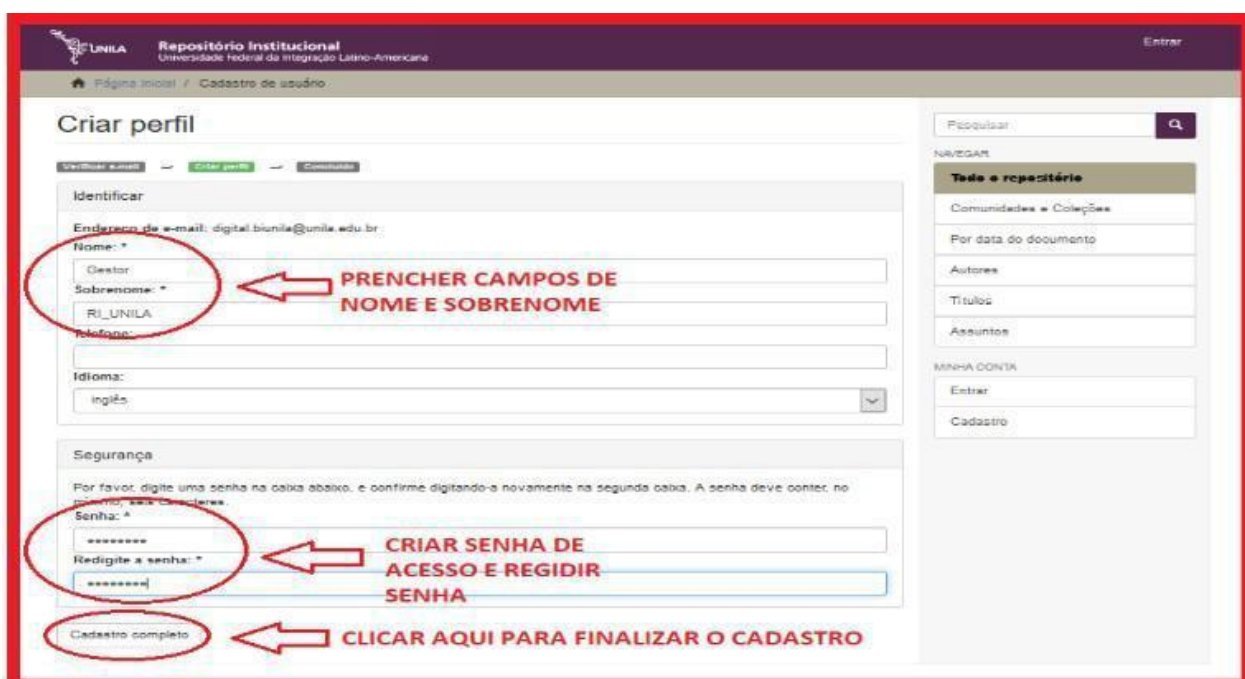 UNILA
Repositório Institucional
Universidade Federal da Integração Latino-Americana
Entrar
Página Inicial / Cadastro de usuário
Criar perfil
Verificar e-mail → Criar perfil → Concluído
Identificar
Endereço de e-mail: digital.biunila@unila.edu.br
Nome: *
Gestor
Sobrenome: *
RI_UNILA
Telefone:
Idioma:
Inglês
PRENCHER CAMPOS DE
NOME E SOBRENOME
Segurança
Por favor, digite uma senha na caixa abaixo, e confirme digitando-a novamente na segunda caixa. A senha deve conter, no
mínimo, seis caracteres.
Senha: *
********
Redigite a senha: *
********
CRIAR SENHA DE
ACESSO E REGIDIR
SENHA
Cadastro completo
CLICAR AQUI PARA FINALIZAR O CADASTRO
Pesquisar
NAVEGAR
Todo o repositório
Comunidades e Coleções
Por data do documento
Autores
Títulos
Assuntos
MINHA CONTA
Entrar
Cadastro